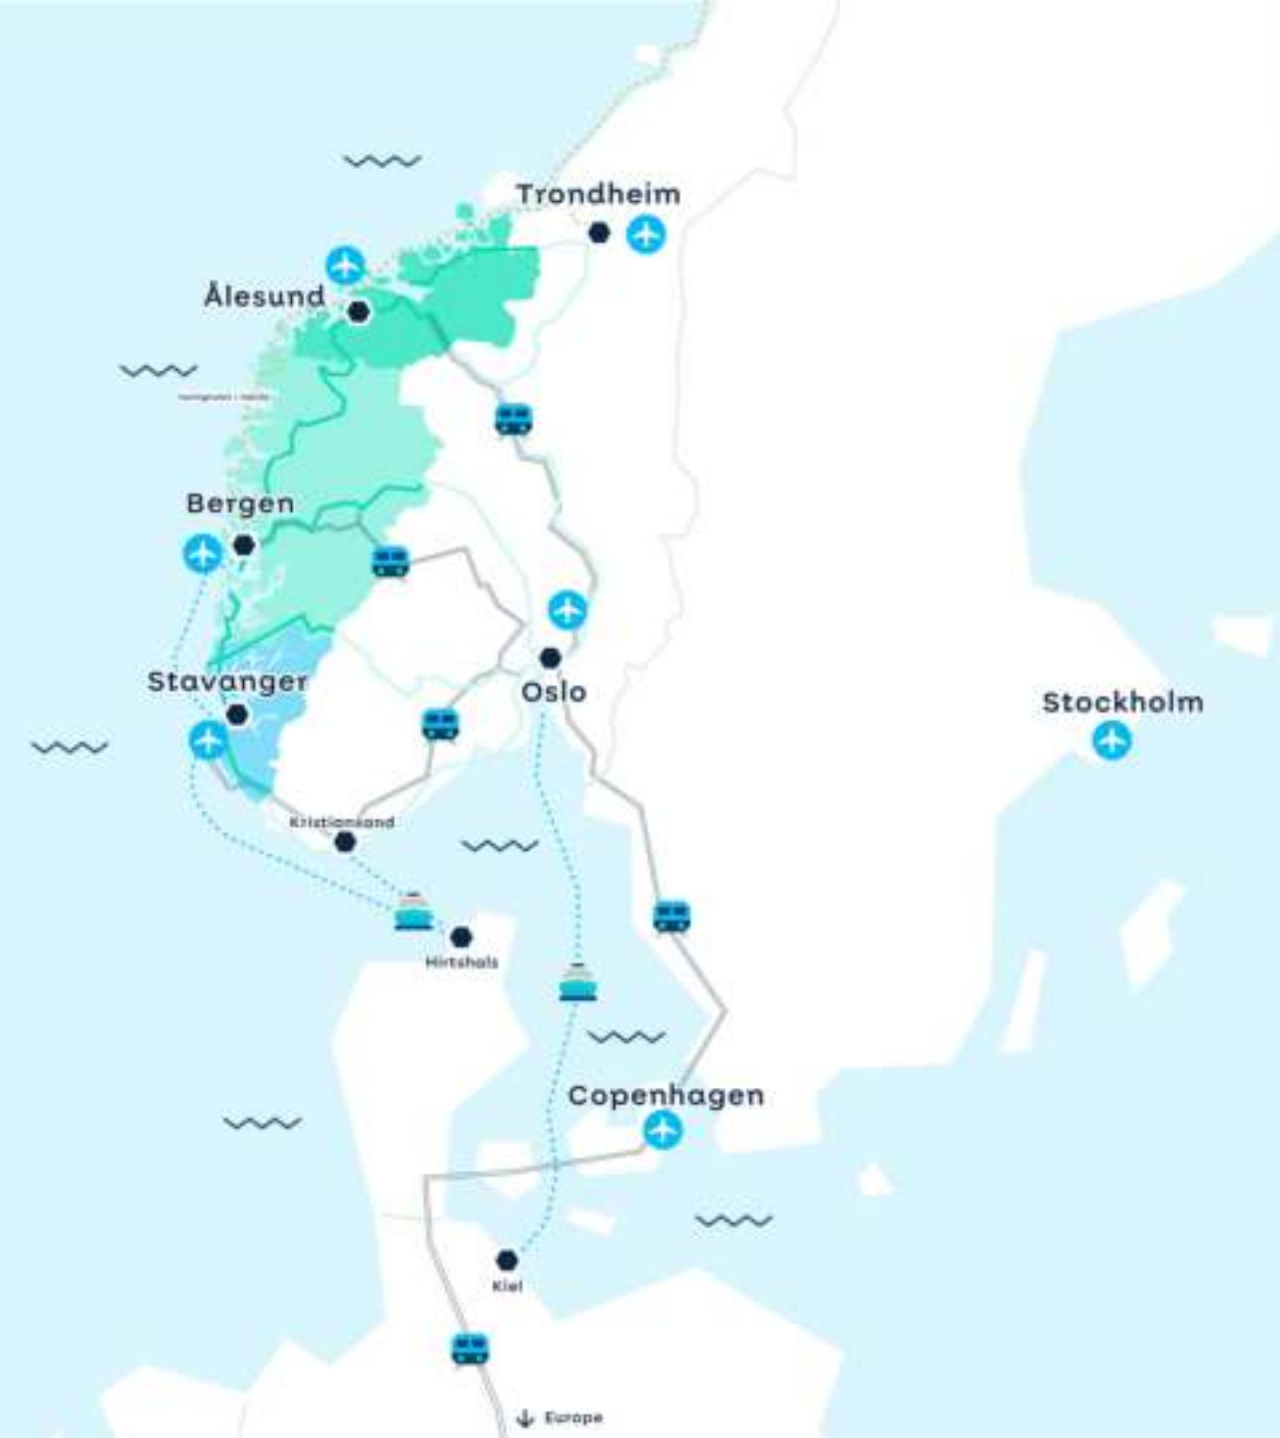 Trondheim
Ålesund
Bergen
Stavanger
Oslo
Stockholm
Kristiansand
Hirtshals
Copenhagen
Kiel
Europe